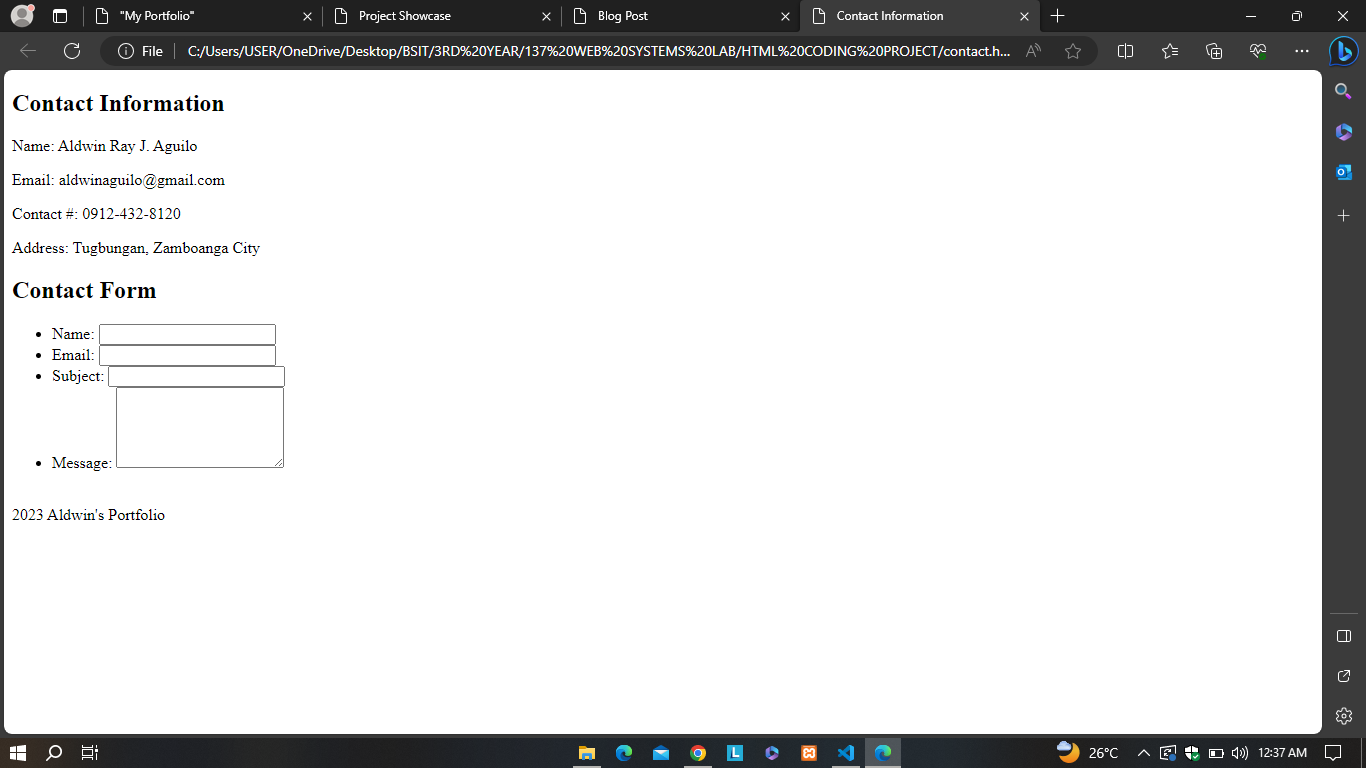 "My Portfolio"
Project Showcase
Blog Post
Contact Information
File
C:/Users/USER/OneDrive/Desktop/BSIT/3RD%20YEAR/137%20WEB%20SYSTEMS%20LAB/HTML%20CODING%20PROJECT/contact.h...
Contact Information
Name: Aldwin Ray J. Aguilo
Email: aldwinaguilo@gmail.com
Contact #: 0912-432-8120
Address: Tugbungan, Zamboanga City
Contact Form
Name:
Email:
Subject:
Message:
2023 Aldwin's Portfolio
L
26°C
12:37 AM